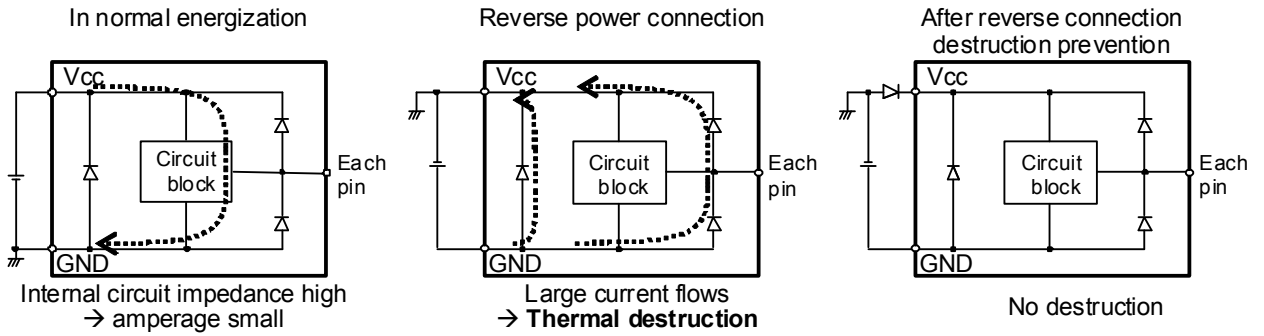 In normal energization
Vcc
Circuit
block
Each
pin
GND
Internal circuit impedance high
→ amperage small
Reverse power connection
Vcc
Circuit
block
Each
pin
GND
Large current flows
→ Thermal destruction
After reverse connection
destruction prevention
Vcc
Circuit
block
Each
pin
GND
No destruction